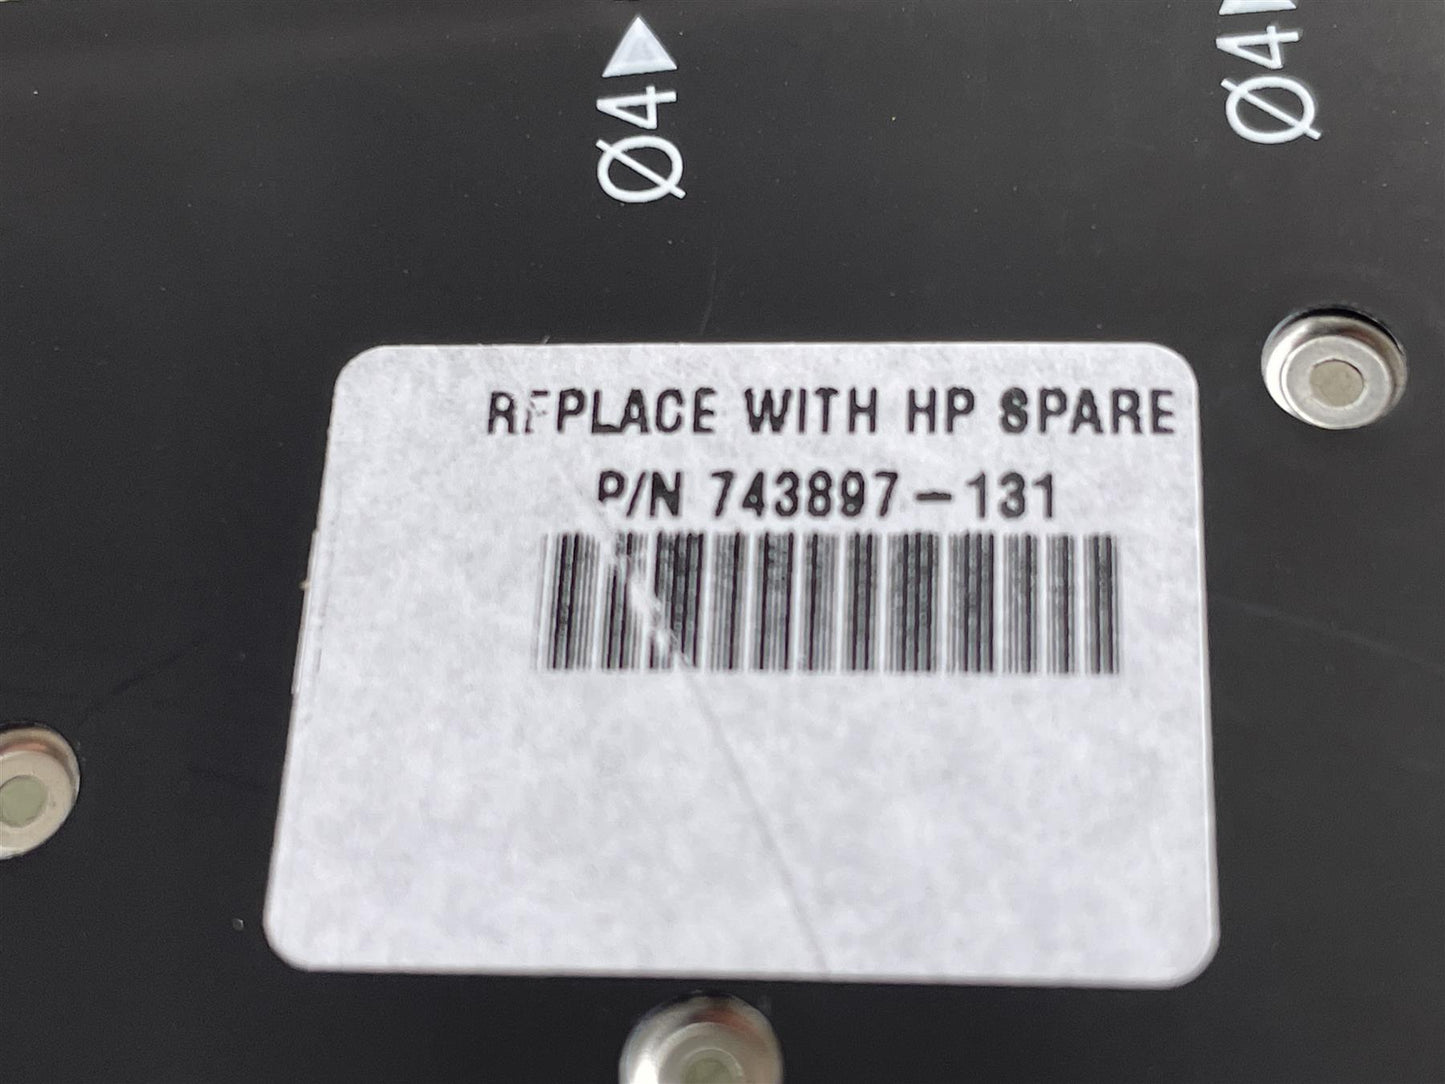 Ø4
Ø4
REPLACE WITH HP SPARE
P/N 743897-131